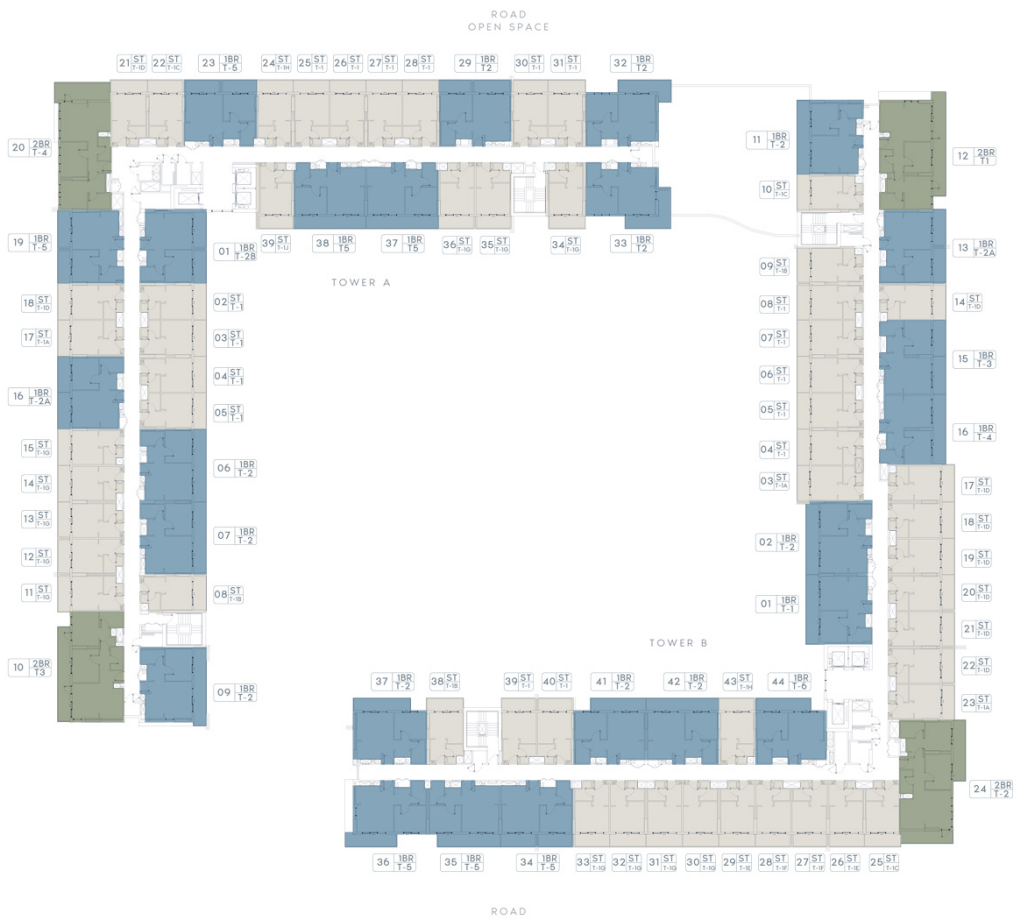 ROAD
OPEN SPACE
21 ST T-1D
22 ST T-1C
23 1BR T-5
24 ST T-1H
25 ST T-1
26 ST T-1
27 ST T-1
28 ST T-1
29 1BR T2
30 ST T-1
31 ST T-1
32 1BR T2
20 2BR T-4
11 1BR T-2
12 2BR T1
10 ST T-1C
19 1BR T-5
01 1BR T-2B
39 ST T-1J
38 1BR T5
37 1BR T5
36 ST T-1G
35 ST T-1G
34 ST T-1G
33 1BR T2
13 1BR T-2A
TOWER A
09 ST T-1B
18 ST T-1D
02 ST T-1
08 ST T-1
14 ST T-1D
17 ST T-1A
03 ST T-1
07 ST T-1
15 1BR T-3
16 1BR T-2A
04 ST T-1
06 ST T-1
05 ST T-1
05 ST T-1
16 1BR T-4
15 ST T-1G
06 1BR T-2
04 ST T-1
14 ST T-1G
03 ST T-1A
17 ST T-1D
13 ST T-1G
07 1BR T-2
02 1BR T-2
18 ST T-1D
12 ST T-1G
19 ST T-1D
11 ST T-1G
08 ST T-1B
01 1BR T-1
20 ST T-1D
21 ST T-1D
TOWER B
10 2BR T3
22 ST T-1D
09 1BR T-2
37 1BR T-2
38 ST T-1B
39 ST T-1
40 ST T-1
41 1BR T-2
42 1BR T-2
43 ST T-1H
44 1BR T-6
23 ST T-1A
24 2BR T-2
36 1BR T-5
35 1BR T-5
34 1BR T-5
33 ST T-1G
32 ST T-1G
31 ST T-1G
30 ST T-1G
29 ST T-1E
28 ST T-1F
27 ST T-1F
26 ST T-1E
25 ST T-1C
ROAD